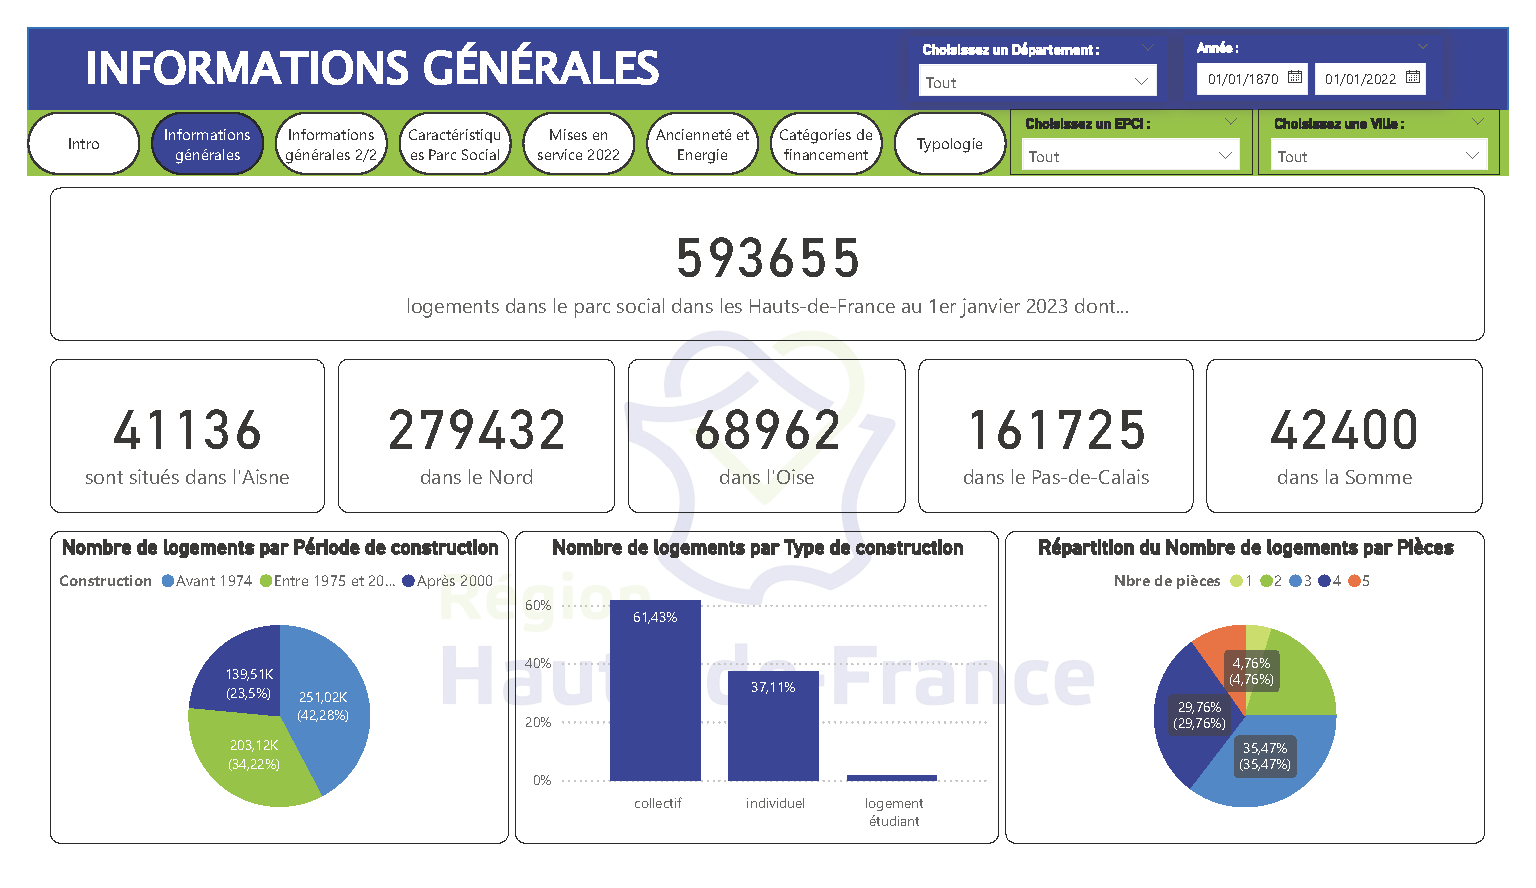 INFORMATIONS GÉNÉRALES
Choisissez un Département :
Tout
Année :
01/01/1870
01/01/2022
Intro
Informations
générales
Informations
générales 2/2
Caractéristiqu
es Parc Social
Mises en
service 2022
Ancienneté et
Energie
Catégories de
financement
Typologie
Choisissez un EPCI :
Tout
Choisissez une Ville :
Tout
593655
logements dans le parc social dans les Hauts-de-France au 1er janvier 2023 dont...
41136
sont situés dans l'Aisne
279432
dans le Nord
68962
dans l'Oise
161725
dans le Pas-de-Calais
42400
dans la Somme
Nombre de logements par Période de construction
Construction Avant 1974 Entre 1975 et 20... Après 2000
139,51K
(23,5%)
251,02K
(42,28%)
203,12K
(34,22%)
Nombre de logements par Type de construction
60%
40%
20%
0%
61,43%
37,11%
collectif
individuel
logement
étudiant
Répartition du Nombre de logements par Pièces
Nbre de pièces 1 2 3 4 5
4,76%
(4,76%)
29,76%
(29,76%)
35,47%
(35,47%)
Région
Hauts-de-France